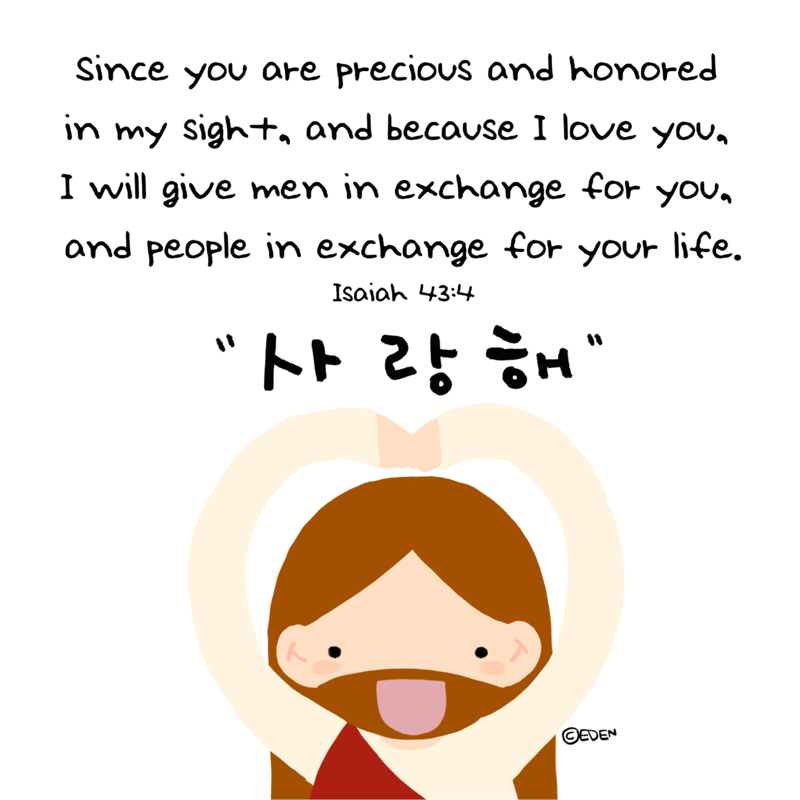 Since you are precious and honored
in my sight, and because I love you,
I will give men in exchange for you,
and people in exchange for your life.
Isaiah 43:4
"사랑해"
©EDEN